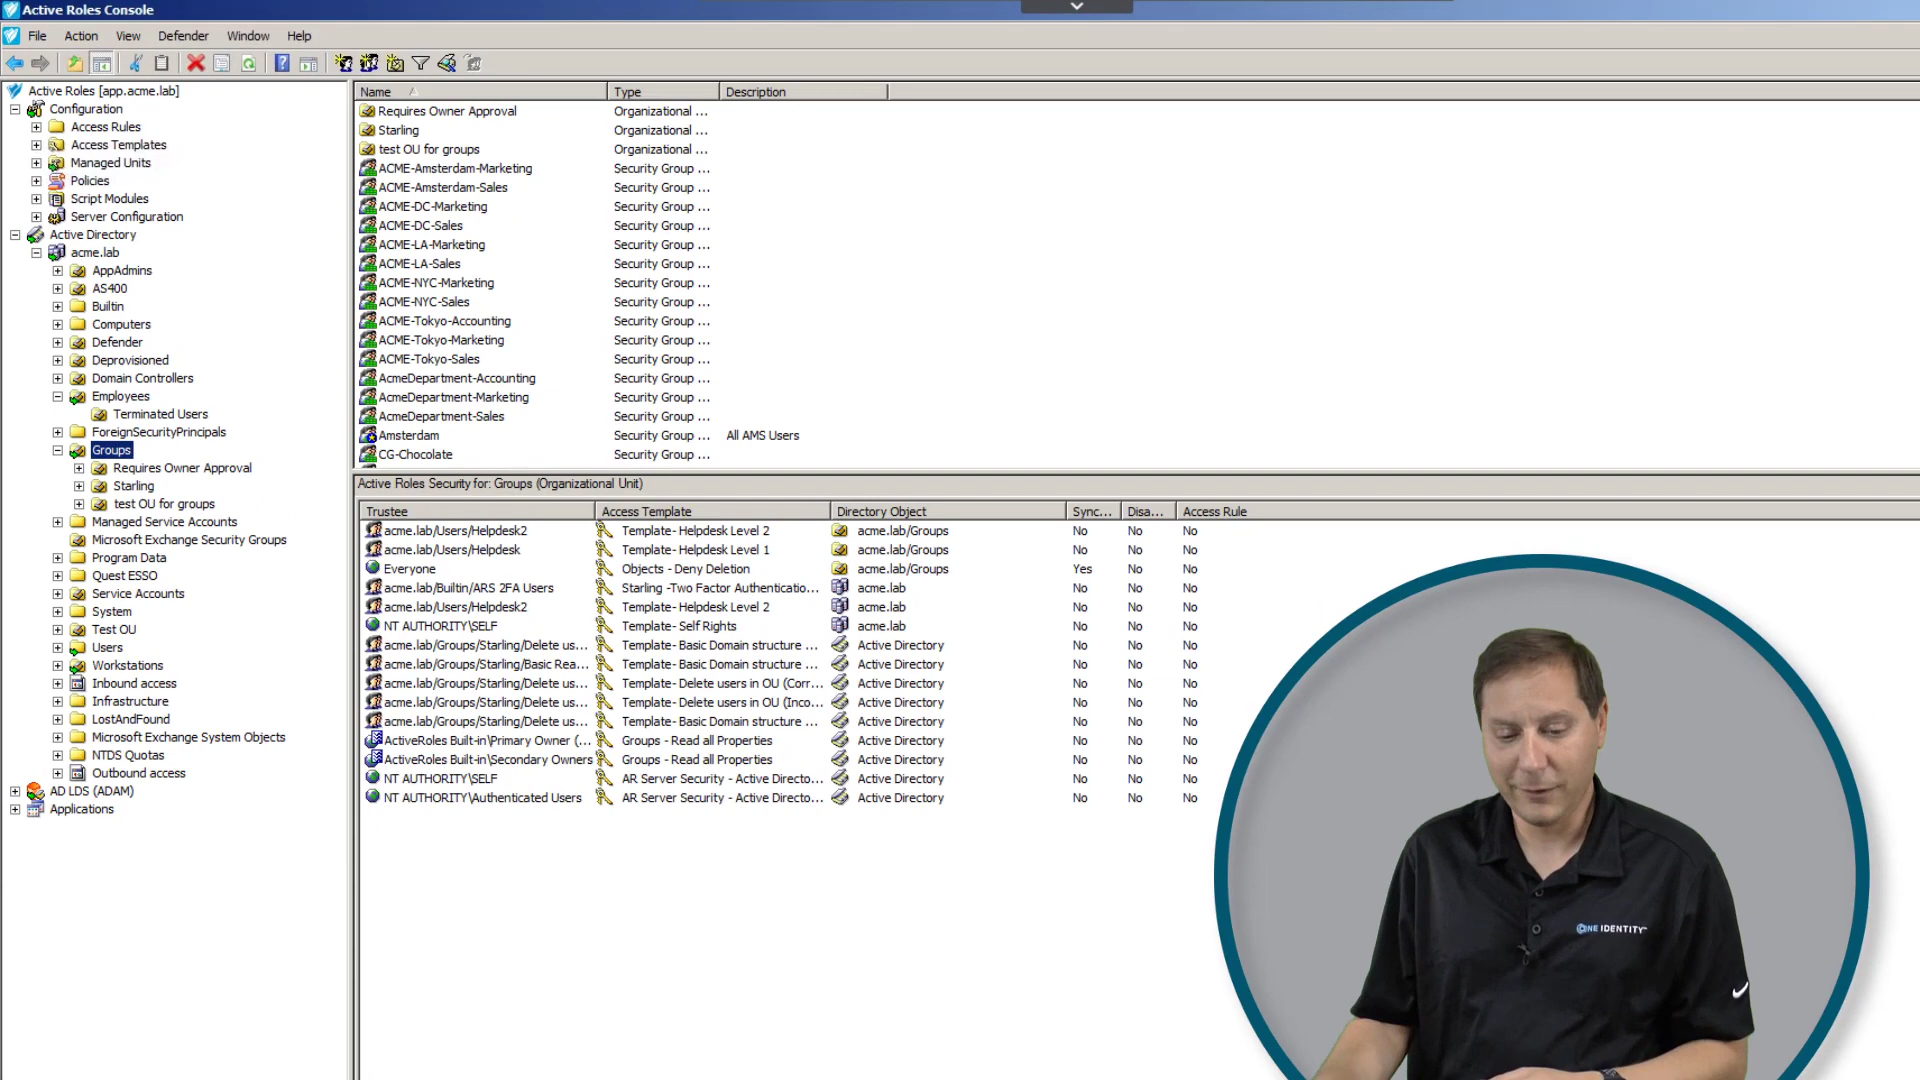 Active Roles Console
File Action View Defender Window Help
Active Roles [app.acme.lab]
Configuration
Access Rules
Access Templates
Managed Units
Policies
Script Modules
Server Configuration
Active Directory
acme.lab
AppAdmins
AS400
Builtin
Computers
Defender
Deprovisioned
Domain Controllers
Employees
Terminated Users
ForeignSecurityPrincipals
Groups
Requires Owner Approval
Starling
test OU for groups
Managed Service Accounts
Microsoft Exchange Security Groups
Program Data
Quest ESSO
Service Accounts
System
Test OU
Users
Workstations
Inbound access
Infrastructure
LostAndFound
Microsoft Exchange System Objects
NTDS Quotas
Outbound access
AD LDS (ADAM)
Applications
Name Type Description
Requires Owner Approval Organizational ...
Starling Organizational ...
test OU for groups Organizational ...
ACME-Amsterdam-Marketing Security Group ...
ACME-Amsterdam-Sales Security Group ...
ACME-DC-Marketing Security Group ...
ACME-DC-Sales Security Group ...
ACME-LA-Marketing Security Group ...
ACME-LA-Sales Security Group ...
ACME-NYC-Marketing Security Group ...
ACME-NYC-Sales Security Group ...
ACME-Tokyo-Accounting Security Group ...
ACME-Tokyo-Marketing Security Group ...
ACME-Tokyo-Sales Security Group ...
AcmeDepartment-Accounting Security Group ...
AcmeDepartment-Marketing Security Group ...
AcmeDepartment-Sales Security Group ...
Amsterdam Security Group ... All AMS Users
CG-Chocolate Security Group ...
Active Roles Security for: Groups (Organizational Unit)
Trustee Access Template Directory Object Sync... Disa... Access Rule
acme.lab/Users/Helpdesk2 Template- Helpdesk Level 2 acme.lab/Groups No No No
acme.lab/Users/Helpdesk Template- Helpdesk Level 1 acme.lab/Groups No No No
Everyone Objects - Deny Deletion acme.lab/Groups Yes No No
acme.lab/Builtin/ARS 2FA Users Starling -Two Factor Authenticatio... acme.lab No No No
acme.lab/Users/Helpdesk2 Template- Helpdesk Level 2 acme.lab No No No
NT AUTHORITY\SELF Template - Self Rights acme.lab No No No
acme.lab/Groups/Starling/Delete us... Template- Basic Domain structure ... Active Directory No No No
acme.lab/Groups/Starling/Basic Rea... Template- Basic Domain structure ... Active Directory No No No
acme.lab/Groups/Starling/Delete us... Template- Delete users in OU (Corr... Active Directory No No No
acme.lab/Groups/Starling/Delete us... Template- Delete users in OU (Inco... Active Directory No No No
acme.lab/Groups/Starling/Delete us... Template- Basic Domain structure ... Active Directory No No No
ActiveRoles Built-in\Primary Owner (... Groups - Read all Properties Active Directory No No No
ActiveRoles Built-in\Secondary Owners Groups - Read all Properties Active Directory No No No
NT AUTHORITY\SELF AR Server Security - Active Directo... Active Directory No No No
NT AUTHORITY\Authenticated Users AR Server Security - Active Directo... Active Directory No No No
ONE IDENTITY